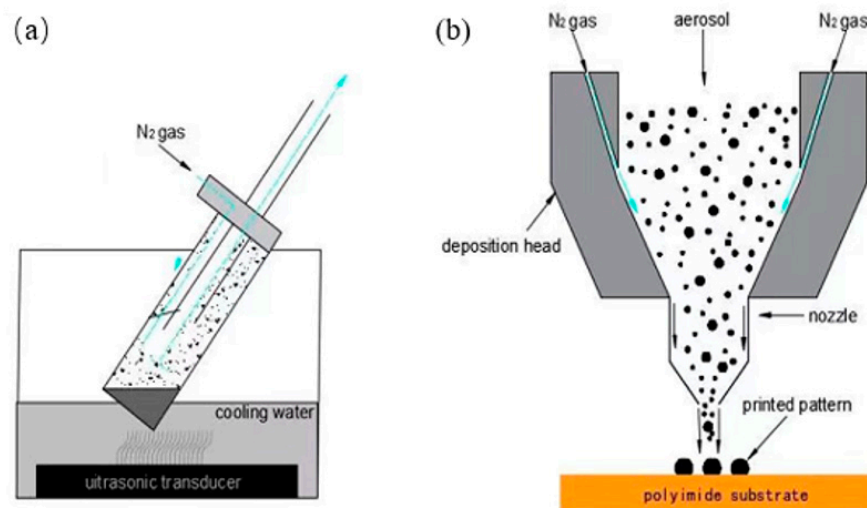 (a)
N2 gas
cooling water
uitrasonic transducer
(b)
N2 gas
aerosol
N2 gas
deposition head
nozzle
printed pattern
polyimide substrate